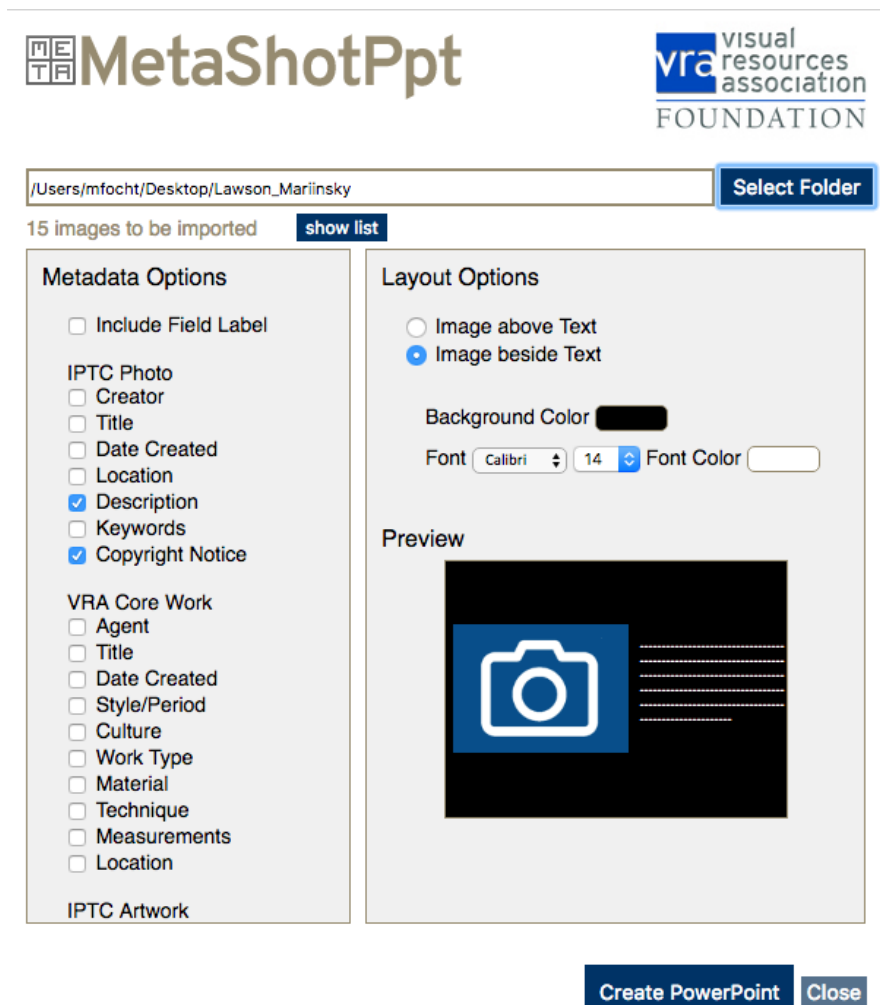 META MetaShotPpt
vra visual resources association
FOUNDATION
/Users/mfocht/Desktop/Lawson_Mariinsky
Select Folder
15 images to be imported
show list
Metadata Options
Include Field Label
IPTC Photo
Creator
Title
Date Created
Location
Description
Keywords
Copyright Notice
VRA Core Work
Agent
Title
Date Created
Style/Period
Culture
Work Type
Material
Technique
Measurements
Location
IPTC Artwork
Layout Options
Image above Text
Image beside Text
Background Color
Font Calibri 14 Font Color
Preview
Create PowerPoint
Close